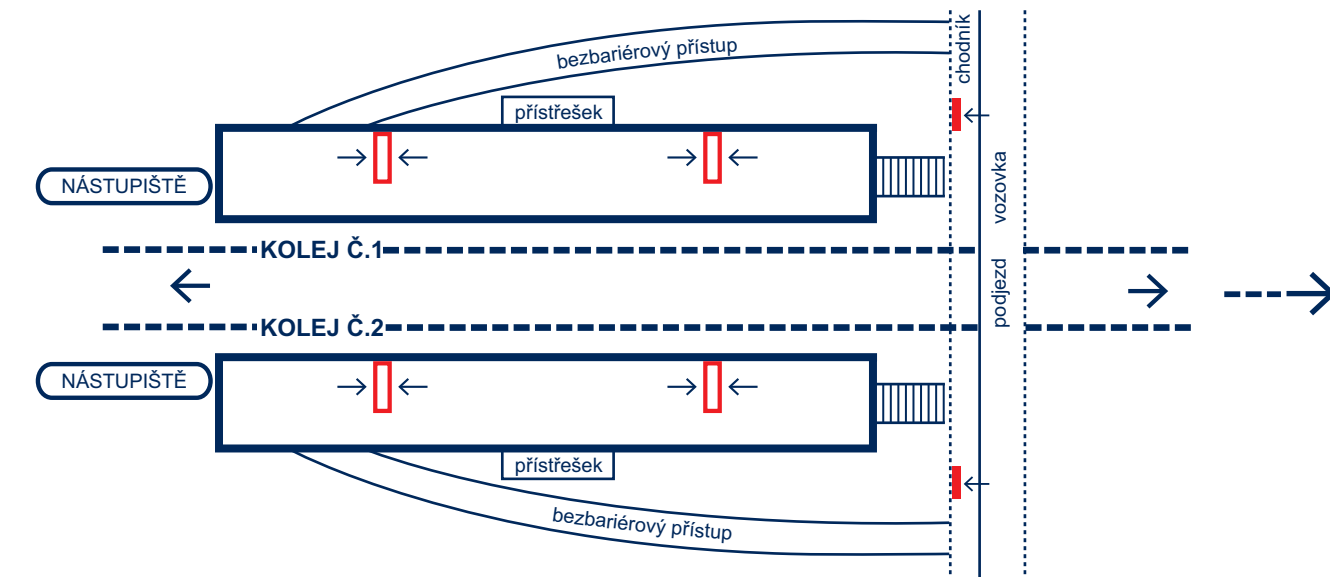 bezbariérový přístup
chodník
přístřešek
NÁSTUPIŠTĚ
vozovka
KOLEJ Č.1
podjezd
KOLEJ Č.2
NÁSTUPIŠTĚ
přístřešek
bezbariérový přístup